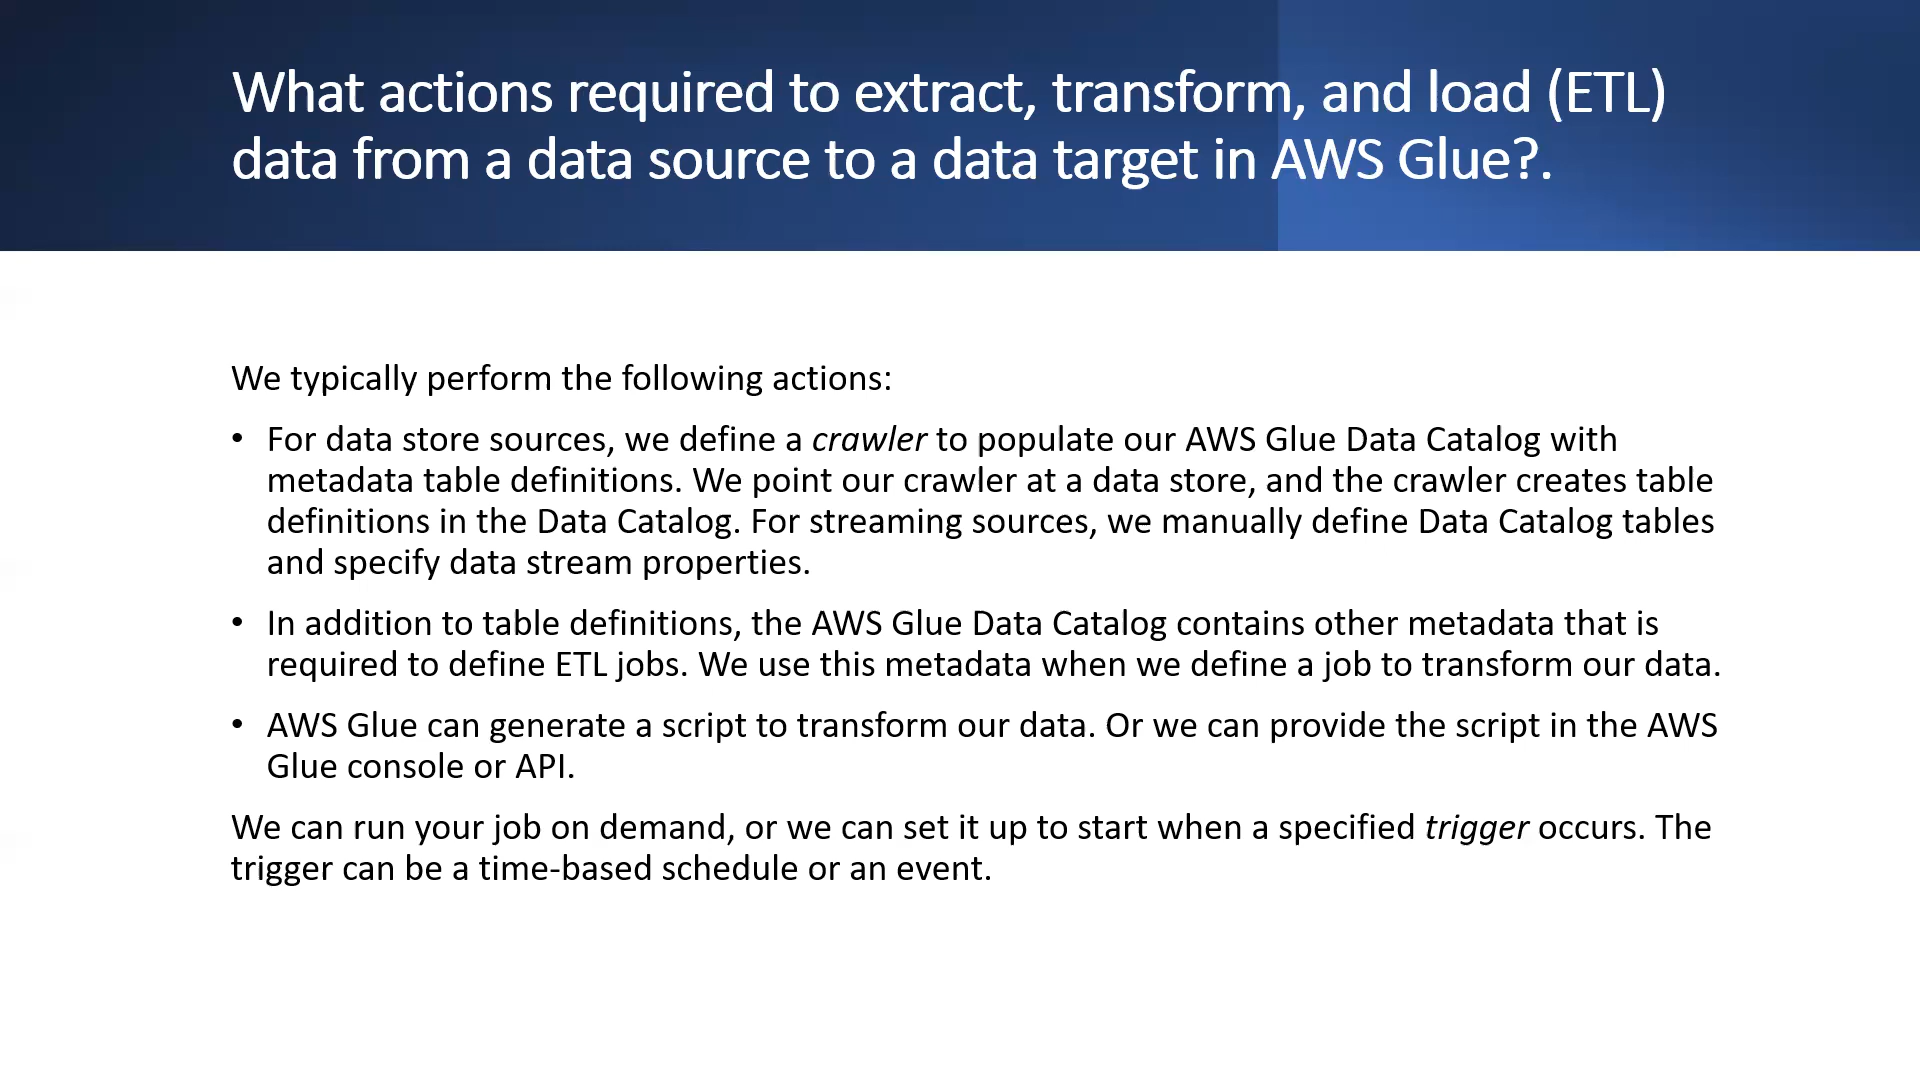 What actions required to extract, transform, and load (ETL)
data from a data source to a data target in AWS Glue?.
We typically perform the following actions:
• For data store sources, we define a crawler to populate our AWS Glue Data Catalog with
metadata table definitions. We point our crawler at a data store, and the crawler creates table
definitions in the Data Catalog. For streaming sources, we manually define Data Catalog tables
and specify data stream properties.
• In addition to table definitions, the AWS Glue Data Catalog contains other metadata that is
required to define ETL jobs. We use this metadata when we define a job to transform our data.
• AWS Glue can generate a script to transform our data. Or we can provide the script in the AWS
Glue console or API.
We can run your job on demand, or we can set it up to start when a specified trigger occurs. The
trigger can be a time-based schedule or an event.